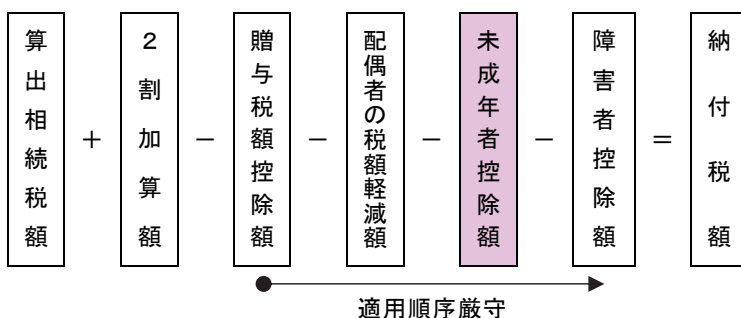 算出相続税額
＋
２割加算額
−
贈与税額控除額
−
配偶者の税額軽減額
−
未成年者控除額
−
障害者控除額
＝
納付税額
適用順序厳守